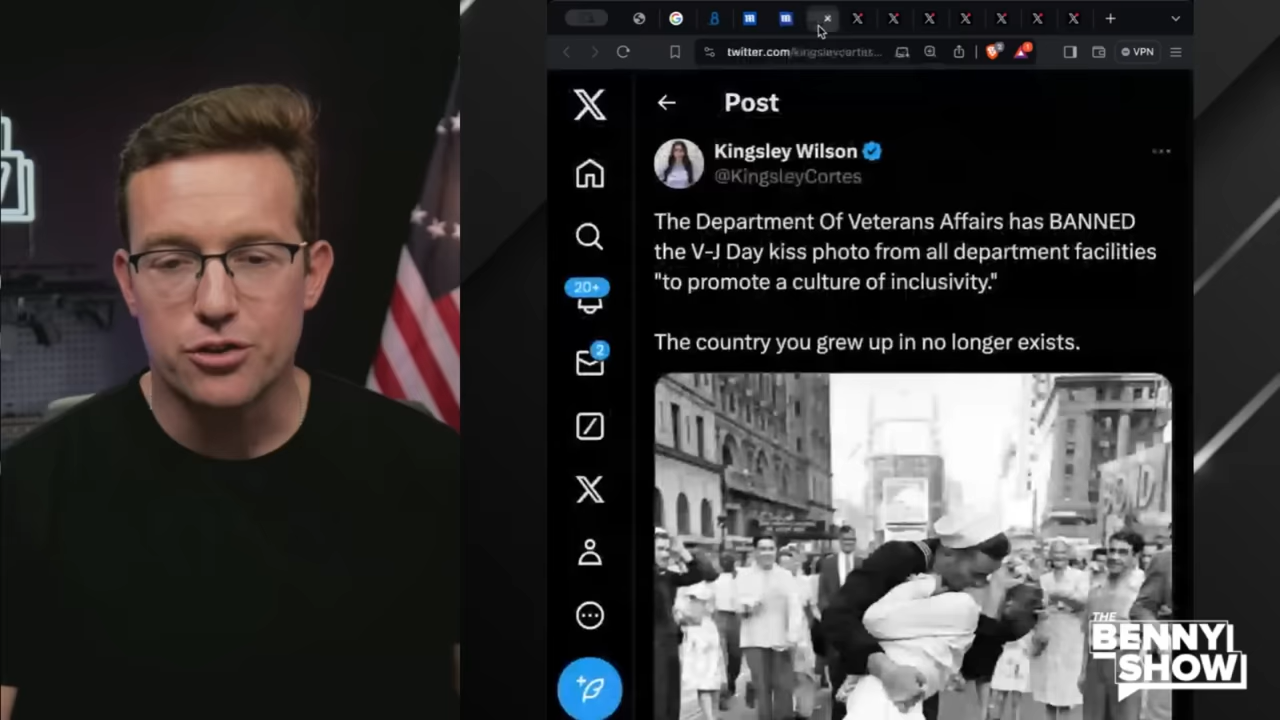 twitter.com/kingsleycortes...
VPN
Post
Kingsley Wilson
@KingsleyCortes
The Department Of Veterans Affairs has BANNED
the V-J Day kiss photo from all department facilities
"to promote a culture of inclusivity."
The country you grew up in no longer exists.
20+
2
BOND
THE
BENNY
SHOW